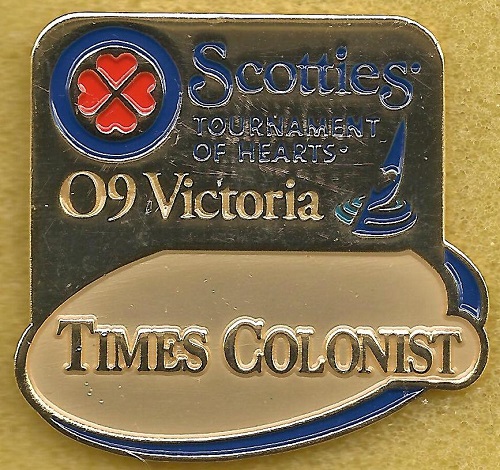 Scotties
TOURNAMENT
OF HEARTS
09 Victoria
TIMES COLONIST